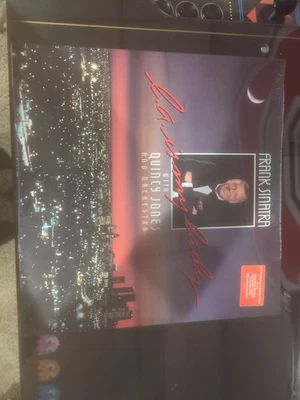 FRANK SINATRA
L.A. is my lady
WITH
QUINCY JONES
AND ORCHESTRA